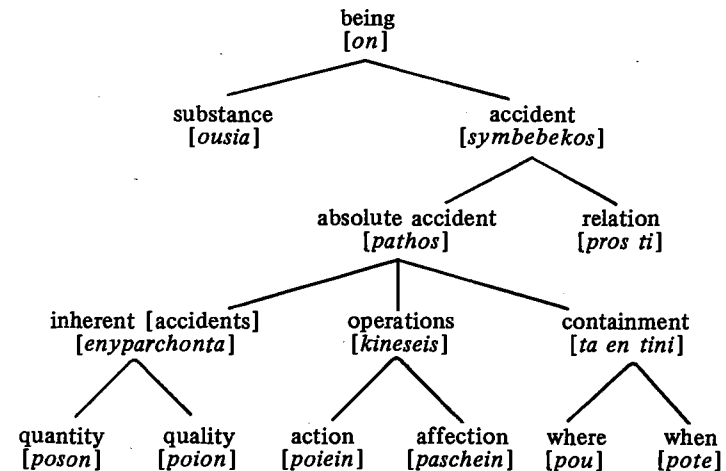 being
[on]
substance accident
[ousia] [symbebekos]
absolute accident relation
[pathos] [pros ti]
inherent [accidents] operations containment
[enyparchonta] [kineseis] [ta en tini]
quantity quality action affection where when
[poson] [poion] [poiein] [paschein] [pou] [pote]